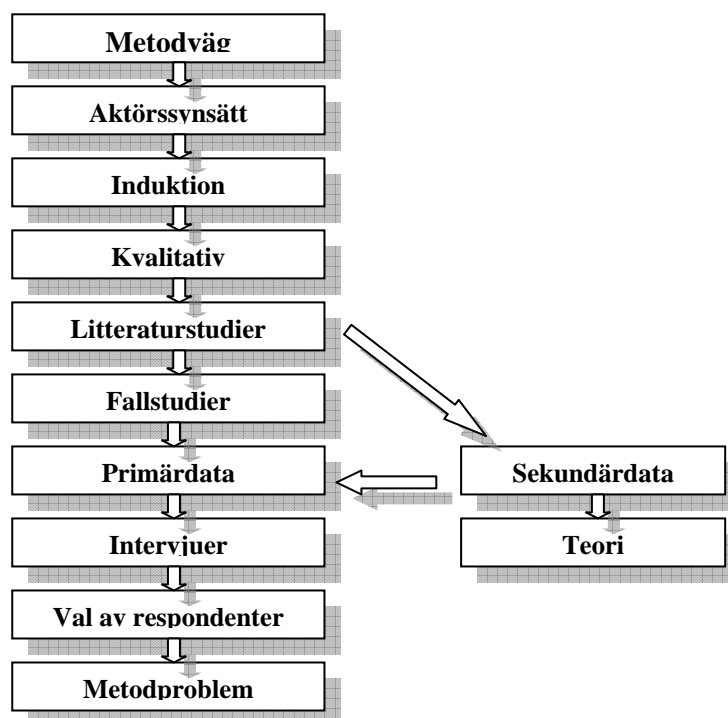 Metodväg
Aktörssynsätt
Induktion
Kvalitativ
Litteraturstudier
Fallstudier
Primärdata
Sekundärdata
Intervjuer
Teori
Val av respondenter
Metodproblem